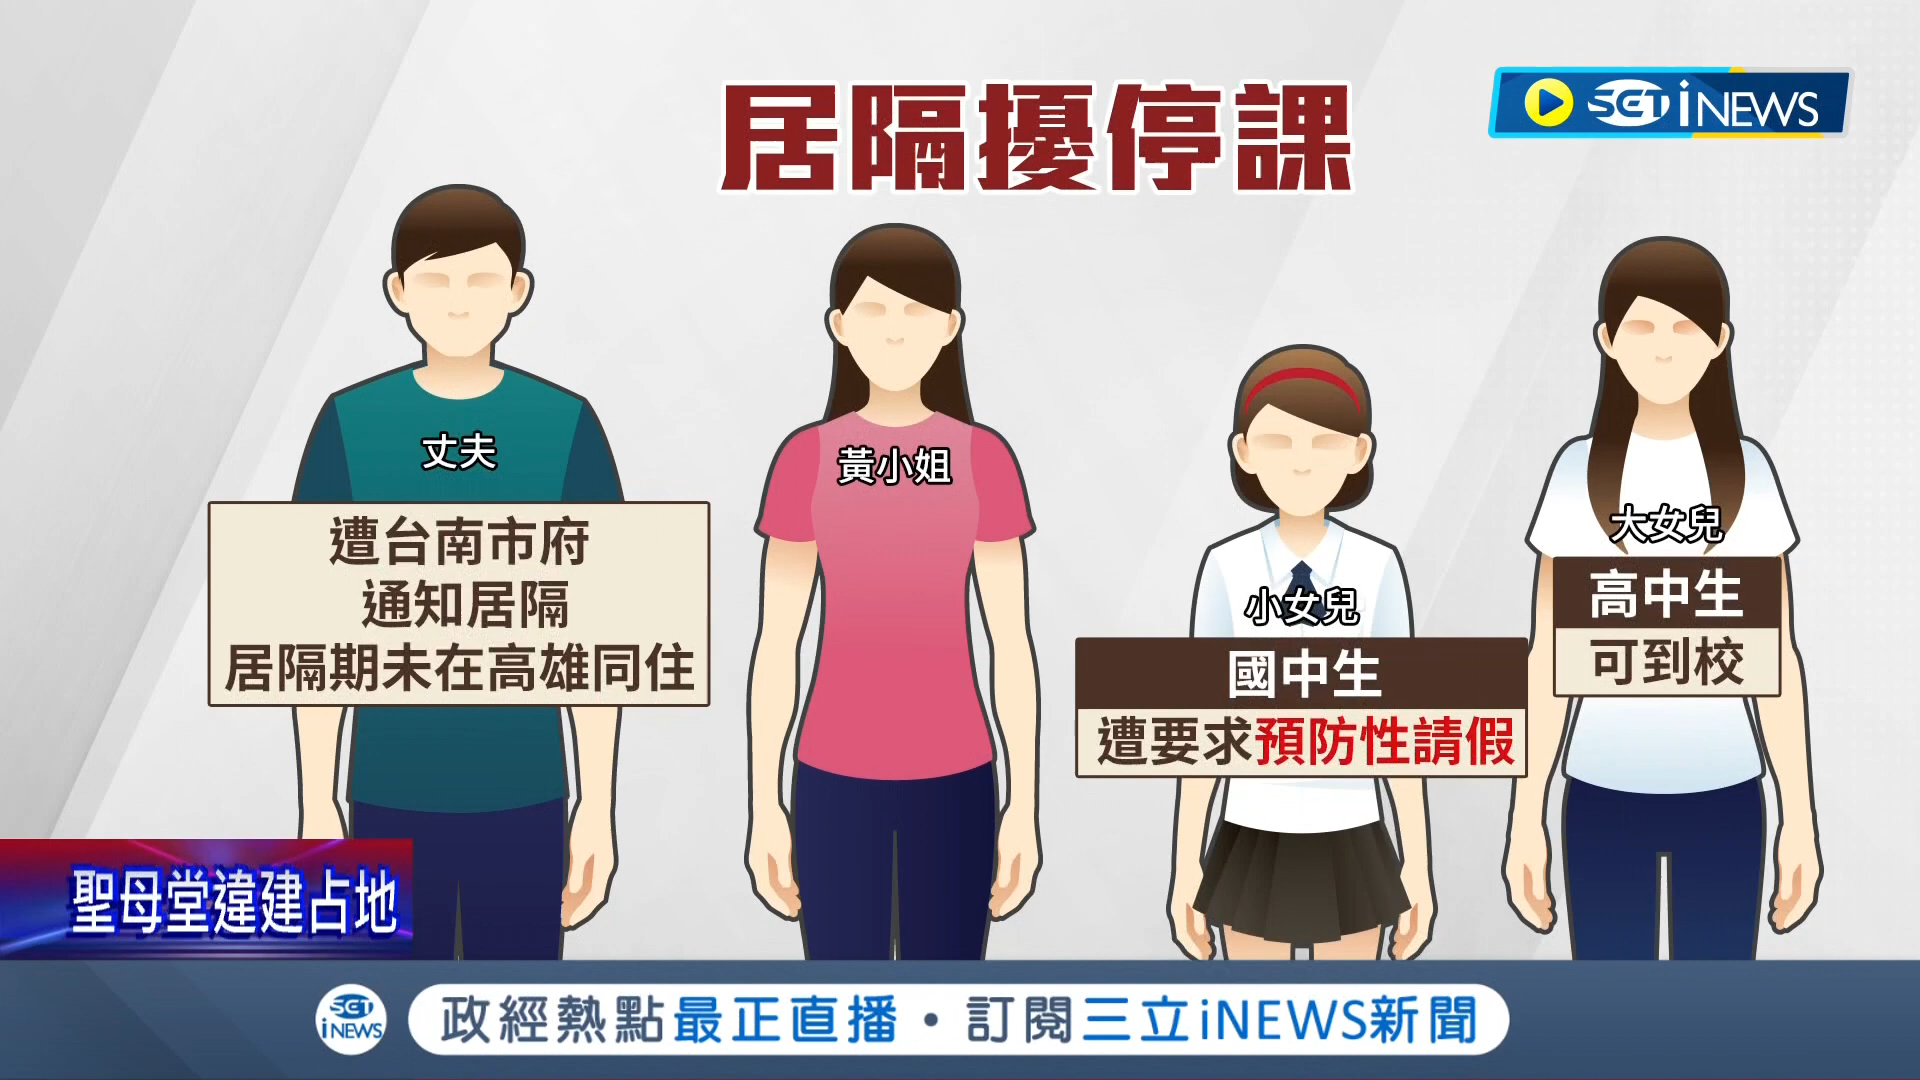 居隔擾停課
SET iNEWS
丈夫
遭台南市府
通知居隔
居隔期未在高雄同住
黃小姐
小女兒
國中生
遭要求預防性請假
大女兒
高中生
可到校
聖母堂違建占地
SET iNEWS
政經熱點最正直播・訂閱三立iNEWS新聞